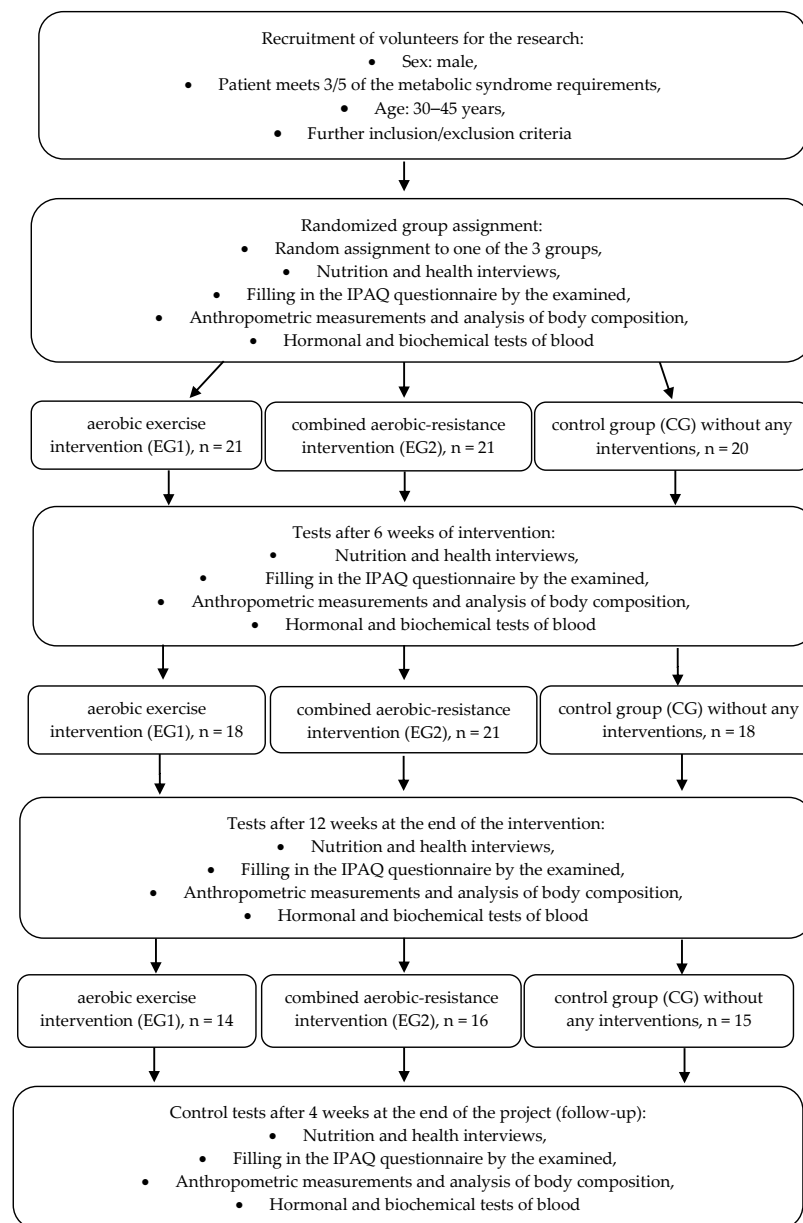 Recruitment of volunteers for the research:
• Sex: male,
• Patient meets 3/5 of the metabolic syndrome requirements,
• Age: 30–45 years,
• Further inclusion/exclusion criteria
Randomized group assignment:
• Random assignment to one of the 3 groups,
• Nutrition and health interviews,
• Filling in the IPAQ questionnaire by the examined,
• Anthropometric measurements and analysis of body composition,
• Hormonal and biochemical tests of blood
aerobic exercise
intervention (EG1), n = 21
combined aerobic-resistance
intervention (EG2), n = 21
control group (CG) without any
interventions, n = 20
Tests after 6 weeks of intervention:
• Nutrition and health interviews,
• Filling in the IPAQ questionnaire by the examined,
• Anthropometric measurements and analysis of body composition,
• Hormonal and biochemical tests of blood
aerobic exercise
intervention (EG1), n = 18
combined aerobic-resistance
intervention (EG2), n = 21
control group (CG) without any
interventions, n = 18
Tests after 12 weeks at the end of the intervention:
• Nutrition and health interviews,
• Filling in the IPAQ questionnaire by the examined,
• Anthropometric measurements and analysis of body composition,
• Hormonal and biochemical tests of blood
aerobic exercise
intervention (EG1), n = 14
combined aerobic-resistance
intervention (EG2), n = 16
control group (CG) without
any interventions, n = 15
Control tests after 4 weeks at the end of the project (follow-up):
• Nutrition and health interviews,
• Filling in the IPAQ questionnaire by the examined,
• Anthropometric measurements and analysis of body composition,
• Hormonal and biochemical tests of blood